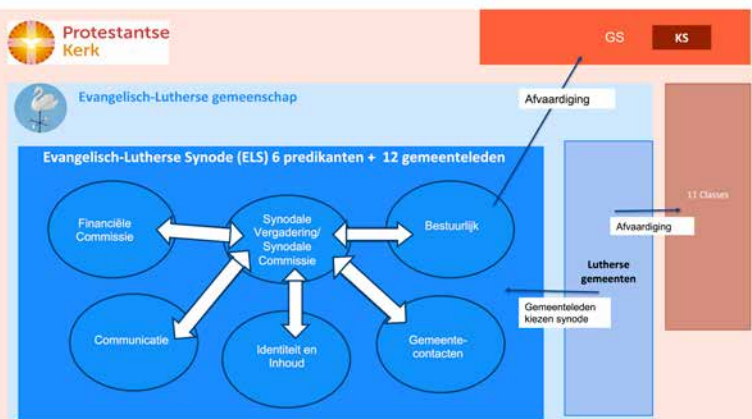 Protestantse
Kerk
GS
KS
Evangelisch-Lutherse gemeenschap
Afvaardiging
Evangelisch-Lutherse Synode (ELS) 6 predikanten + 12 gemeenteleden
Financiële
Commissie
Synodale
Vergadering/
Synodale
Commissie
Bestuurlijk
11 Classes
Afvaardiging
Lutherse
gemeenten
Gemeenteleden
kiezen synode
Communicatie
Identiteit en
Inhoud
Gemeente-
contacten